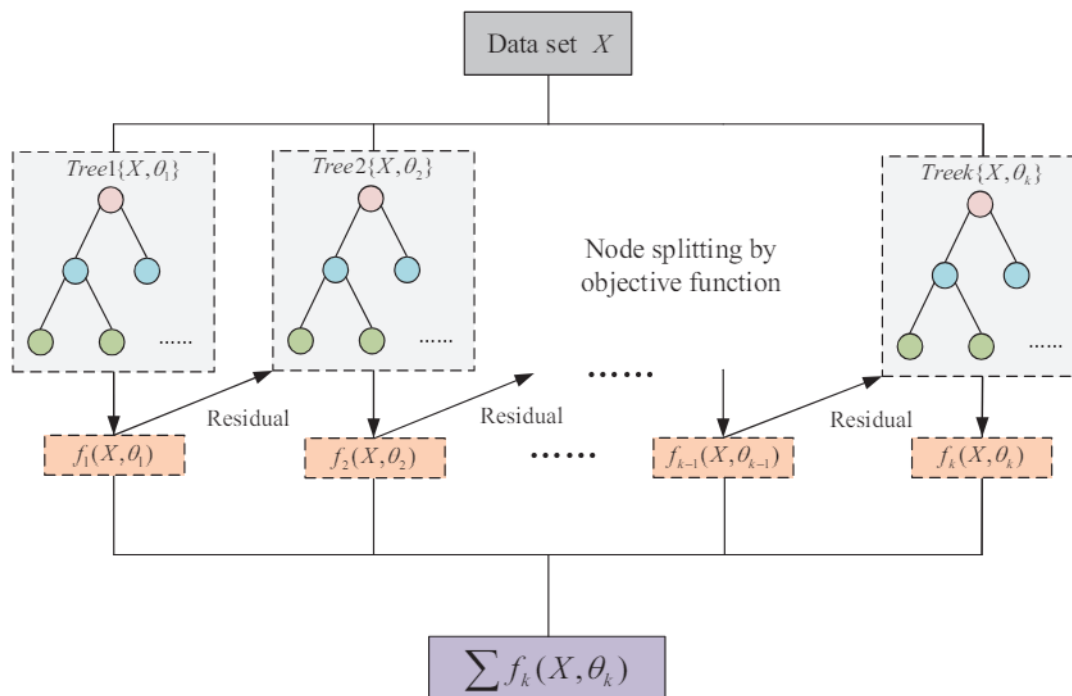 Data set X
Tree1{X,θ₁}
Tree2{X,θ₂}
Treek{X,θₖ}
Node splitting by
objective function
......
......
......
......
Residual
Residual
Residual
f₁(X,θ₁)
f₂(X,θ₂)
......
fₖ₋₁(X,θₖ₋₁)
fₖ(X,θₖ)
∑fₖ(X,θₖ)